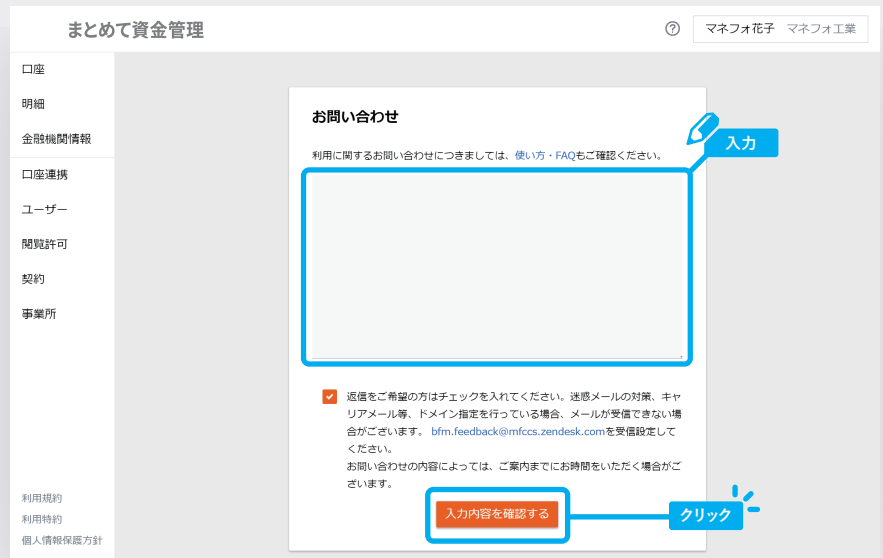 まとめて資金管理
マネフォ花子 マネフォ工業
口座
明細
金融機関情報
口座連携
ユーザー
閲覧許可
契約
事業所
利用規約
利用特約
個人情報保護方針
お問い合わせ
利用に関するお問い合わせにつきましては、使い方・FAQもご確認ください。
入力
返信をご希望の方はチェックを入れてください。迷惑メールの対策、キャ
リアメール等、ドメイン指定を行っている場合、メールが受信できない場
合がございます。 bfm.feedback@mfccs.zendesk.comを受信設定して
ください。
お問い合わせの内容によっては、ご案内までにお時間をいただく場合がご
ざいます。
入力内容を確認する
クリック